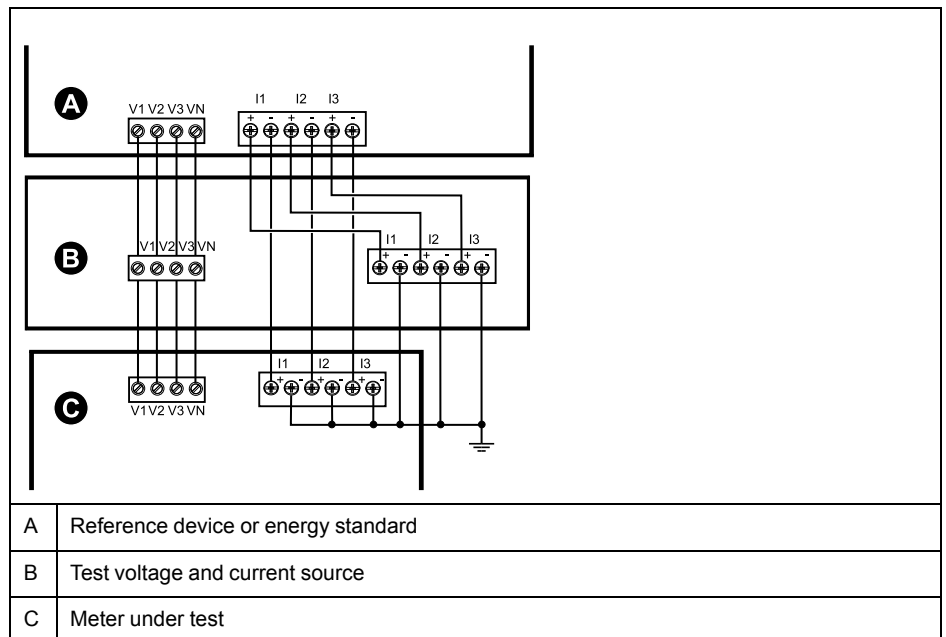 A
V1 V2 V3 VN
I1 I2 I3
+ - + - + -
B
V1 V2 V3 VN
I1 I2 I3
+ - + - + -
C
I1 I2 I3
+ - + - + -
V1 V2 V3 VN
A Reference device or energy standard
B Test voltage and current source
C Meter under test